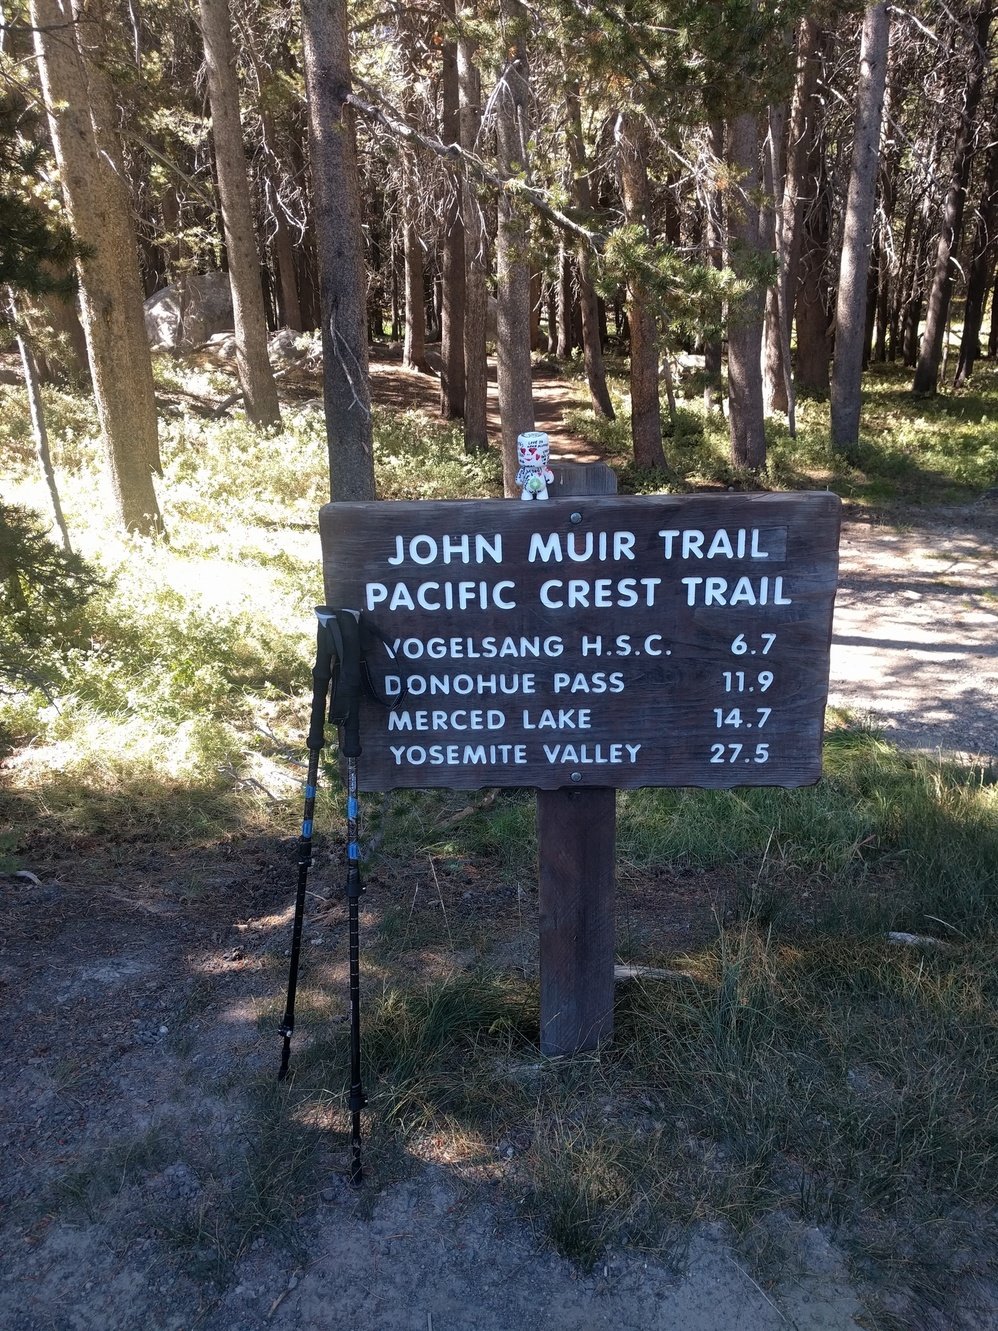 JOHN MUIR TRAIL
PACIFIC CREST TRAIL
VOGELSANG H.S.C. 6.7
DONOHUE PASS 11.9
MERCED LAKE 14.7
YOSEMITE VALLEY 27.5